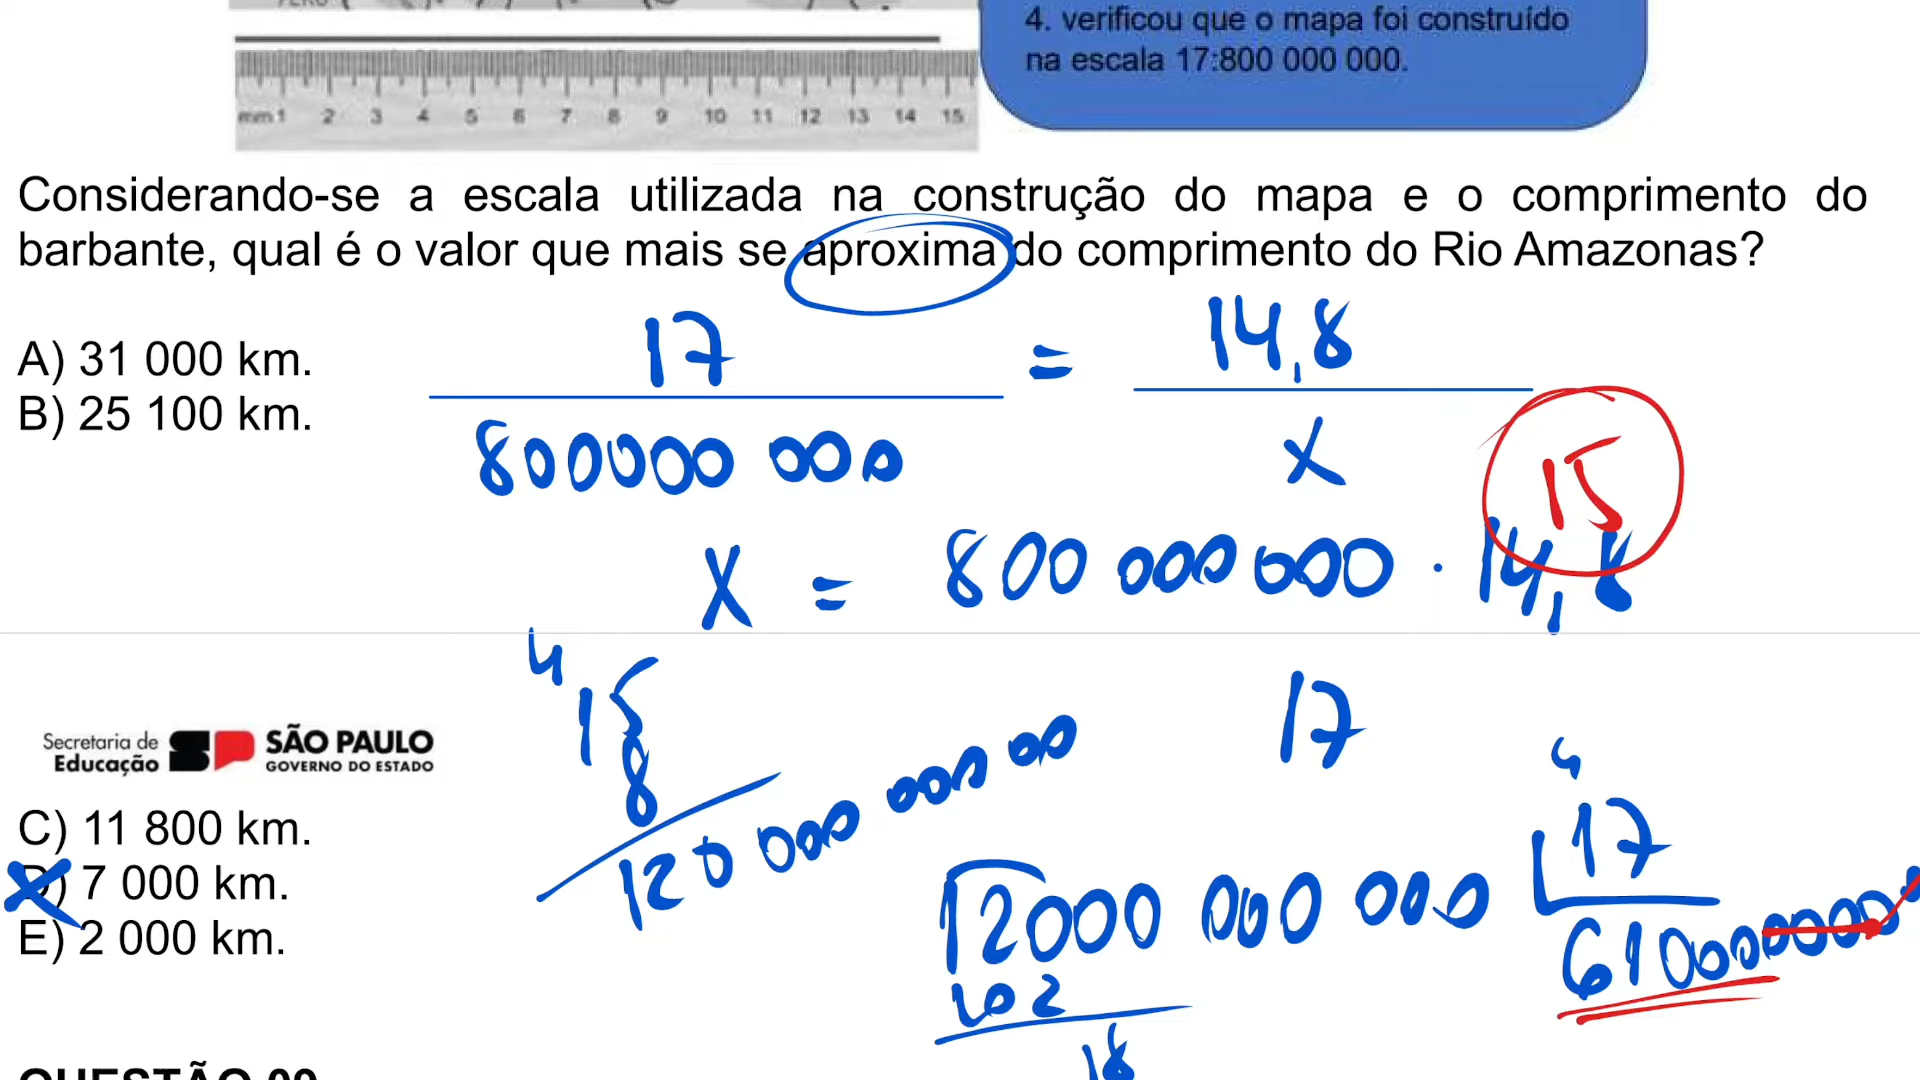 4. verificou que o mapa foi construído
na escala 17:800 000 000.
mm 1 2 3 4 5 6 7 8 9 10 11 12 13 14 15
Considerando-se a escala utilizada na construção do mapa e o comprimento do
barbante, qual é o valor que mais se aproxima do comprimento do Rio Amazonas?
A) 31 000 km.
B) 25 100 km.
17 = 14,8
800000 000 x
15
x = 800 000 000 · 14,8
17
4
15
8
120 000 000 00
Secretaria de
Educação
SÃO PAULO
GOVERNO DO ESTADO
C) 11 800 km.
D) 7 000 km.
E) 2 000 km.
12000 000 000 17
102
18